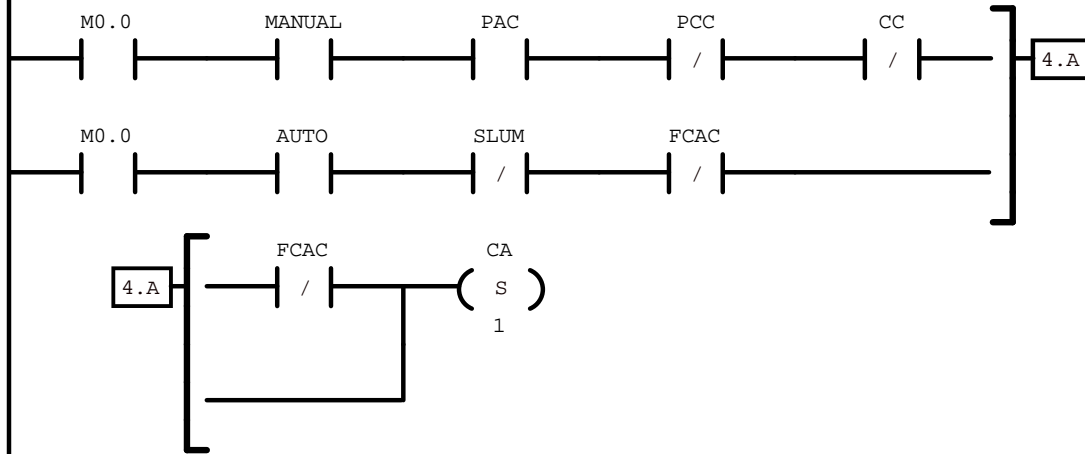 M0.0 MANUAL PAC PCC CC
/ / 4.A
M0.0 AUTO SLUM FCAC
/ /
FCAC CA
4.A / S
1